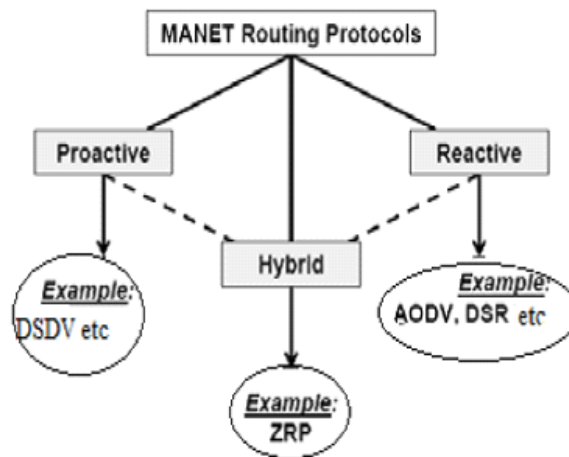 MANET Routing Protocols
Proactive
Reactive
Hybrid
Example:
DSDV etc
Example:
AODV, DSR etc
Example:
ZRP